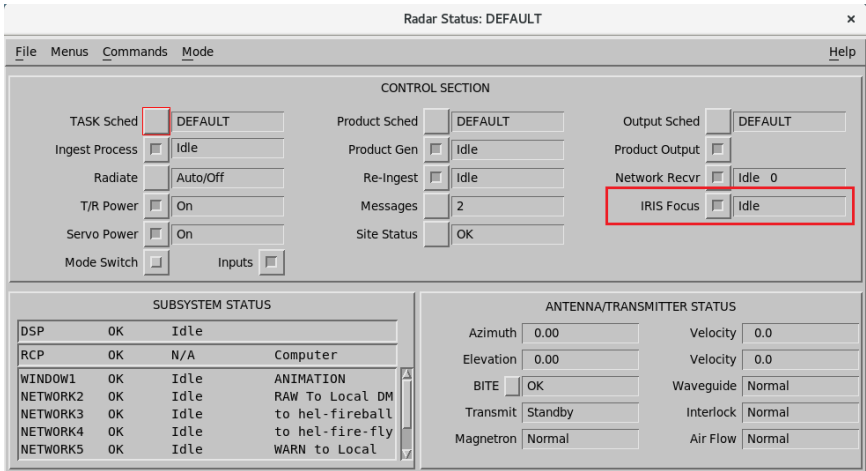 Radar Status: DEFAULT ×
File Menus Commands Mode Help
CONTROL SECTION
TASK Sched DEFAULT Product Sched DEFAULT Output Sched DEFAULT
Ingest Process Idle Product Gen Idle Product Output
Radiate Auto/Off Re-Ingest Idle Network Recvr Idle 0
T/R Power On Messages 2 IRIS Focus Idle
Servo Power On Site Status OK
Mode Switch Inputs
SUBSYSTEM STATUS
DSP OK Idle
RCP OK N/A Computer
WINDOW1 OK Idle ANIMATION
NETWORK2 OK Idle RAW To Local DM
NETWORK3 OK Idle to hel-fireball
NETWORK4 OK Idle to hel-fire-fly
NETWORK5 OK Idle WARN to Local
ANTENNA/TRANSMITTER STATUS
Azimuth 0.00 Velocity 0.0
Elevation 0.00 Velocity 0.0
BITE OK Waveguide Normal
Transmit Standby Interlock Normal
Magnetron Normal Air Flow Normal